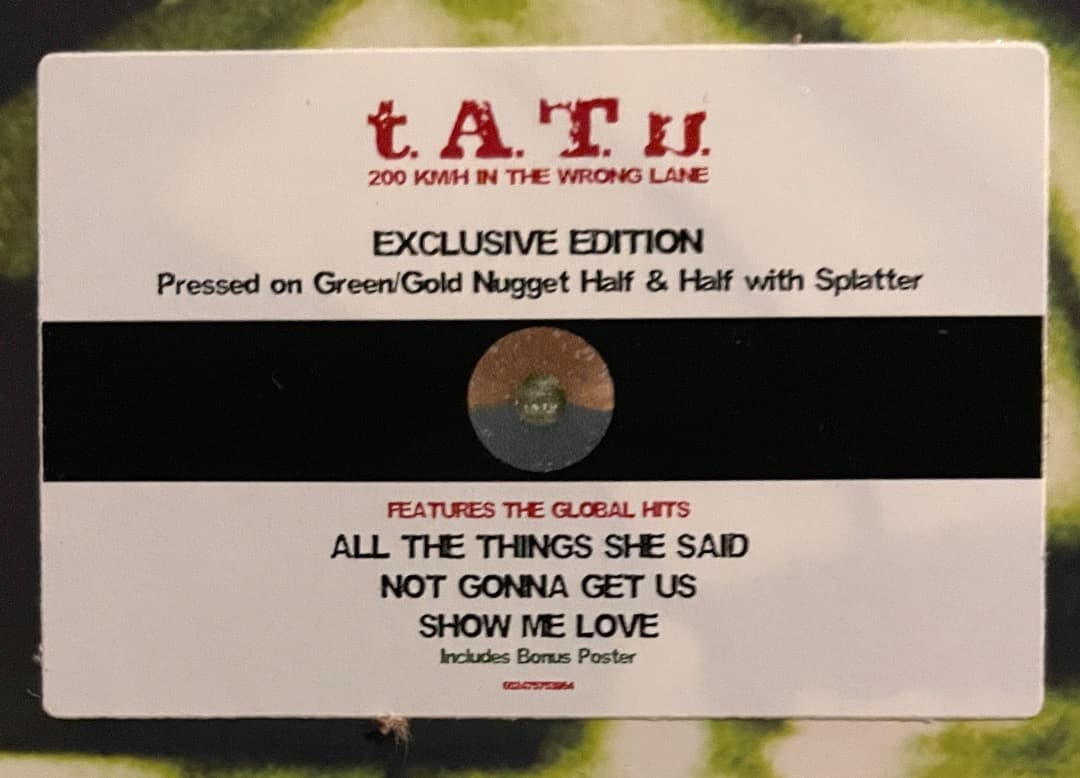 t.A.T.u.
200 KM/H IN THE WRONG LANE
EXCLUSIVE EDITION
Pressed on Green/Gold Nugget Half & Half with Splatter
FEATURES THE GLOBAL HITS
ALL THE THINGS SHE SAID
NOT GONNA GET US
SHOW ME LOVE
Includes Bonus Poster